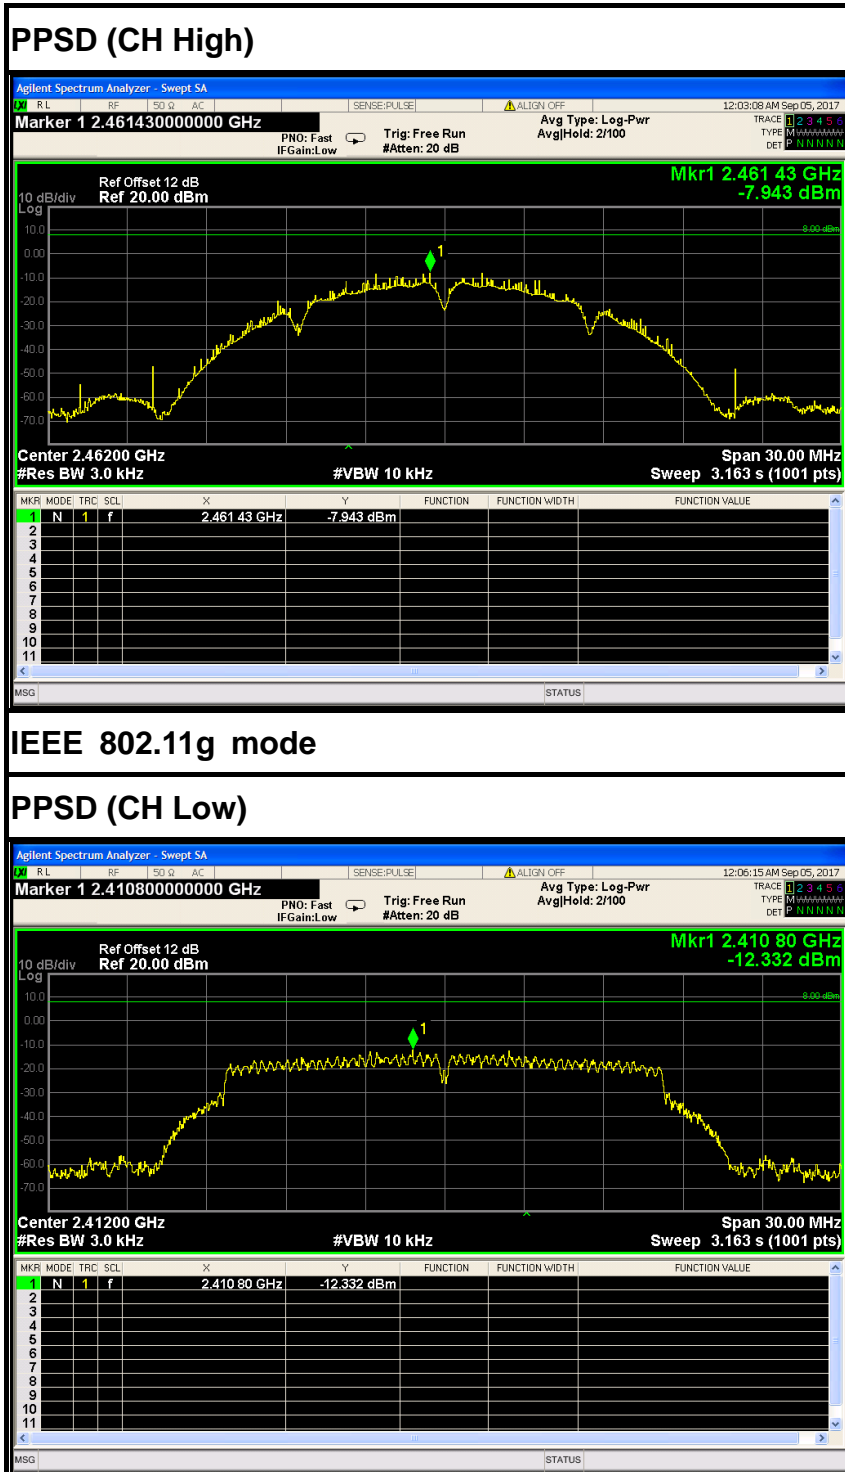 PPSD (CH High)
Agilent Spectrum Analyzer - Swept SA
LXI RL RF 50 Ω AC SENSE:PULSE ALIGN OFF 12:03:08 AM Sep 05, 2017
Marker 1 2.461430000000 GHz
PNO: Fast
IFGain:Low
Trig: Free Run
#Atten: 20 dB
Avg Type: Log-Pwr
Avg|Hold: 2/100
TRACE 1 2 3 4 5 6
TYPE M
DET P N N N N N
Mkr1 2.461 43 GHz
-7.943 dBm
Ref Offset 12 dB
10 dB/div Ref 20.00 dBm
Log
10.0
8.00 dBm
1
0.00
-10.0
-20.0
-30.0
-40.0
-50.0
-60.0
-70.0
Center 2.46200 GHz Span 30.00 MHz
#Res BW 3.0 kHz #VBW 10 kHz Sweep 3.163 s (1001 pts)
MKR MODE TRC SCL X Y FUNCTION FUNCTION WIDTH FUNCTION VALUE
1 N 1 f 2.461 43 GHz -7.943 dBm
2
3
4
5
6
7
8
9
10
11
MSG STATUS
IEEE 802.11g mode
PPSD (CH Low)
Agilent Spectrum Analyzer - Swept SA
LXI RL RF 50 Ω AC SENSE:PULSE ALIGN OFF 12:06:15 AM Sep 05, 2017
Marker 1 2.410800000000 GHz
PNO: Fast
IFGain:Low
Trig: Free Run
#Atten: 20 dB
Avg Type: Log-Pwr
Avg|Hold: 2/100
TRACE 1 2 3 4 5 6
TYPE M
DET P N N N N N
Mkr1 2.410 80 GHz
-12.332 dBm
Ref Offset 12 dB
10 dB/div Ref 20.00 dBm
Log
10.0
8.00 dBm
0.00
1
-10.0
-20.0
-30.0
-40.0
-50.0
-60.0
-70.0
Center 2.41200 GHz Span 30.00 MHz
#Res BW 3.0 kHz #VBW 10 kHz Sweep 3.163 s (1001 pts)
MKR MODE TRC SCL X Y FUNCTION FUNCTION WIDTH FUNCTION VALUE
1 N 1 f 2.410 80 GHz -12.332 dBm
2
3
4
5
6
7
8
9
10
11
MSG STATUS